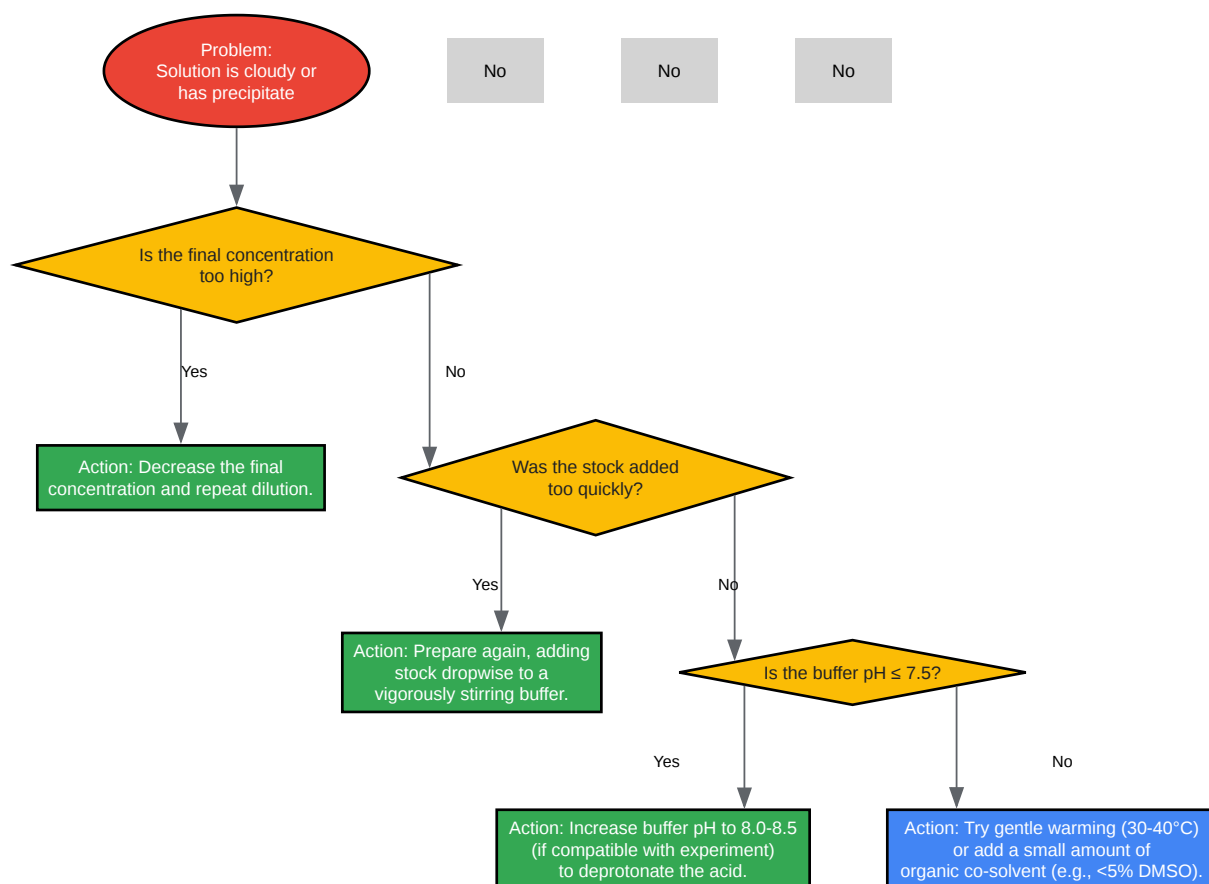 Problem:
Solution is cloudy or
has precipitate
No
No
No
Is the final concentration
too high?
Yes
No
Action: Decrease the final
concentration and repeat dilution.
Was the stock added
too quickly?
Yes
No
Action: Prepare again, adding
stock dropwise to a
vigorously stirring buffer.
Is the buffer pH ≤ 7.5?
Yes
No
Action: Increase buffer pH to 8.0-8.5
(if compatible with experiment)
to deprotonate the acid.
Action: Try gentle warming (30-40°C)
or add a small amount of
organic co-solvent (e.g., <5% DMSO).